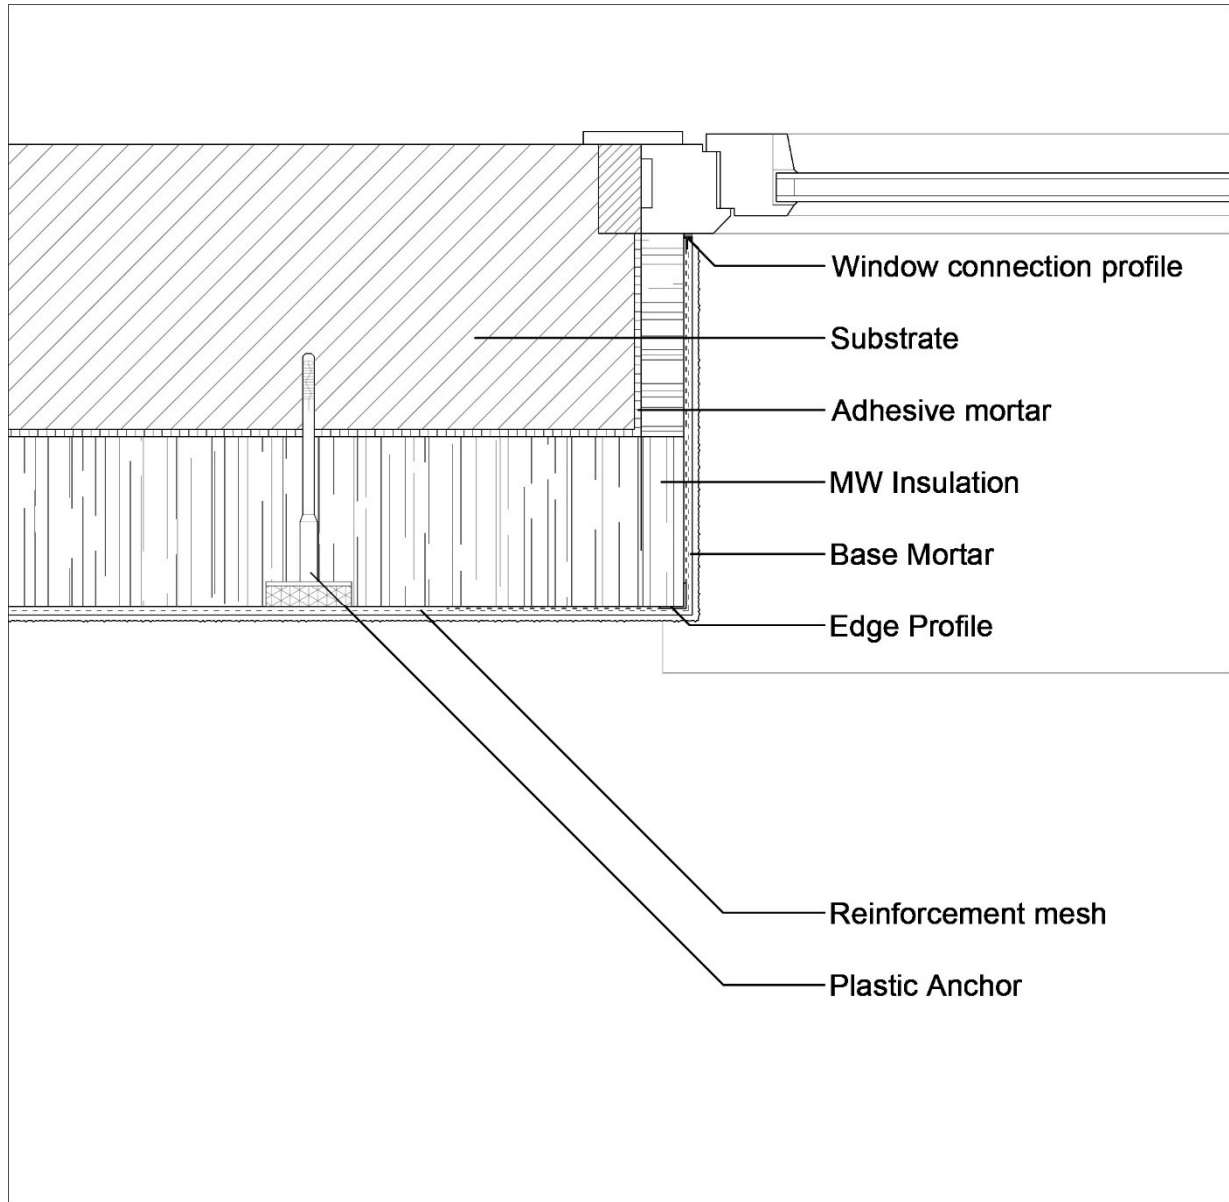 Window connection profile
Substrate
Adhesive mortar
MW Insulation
Base Mortar
Edge Profile
Reinforcement mesh
Plastic Anchor